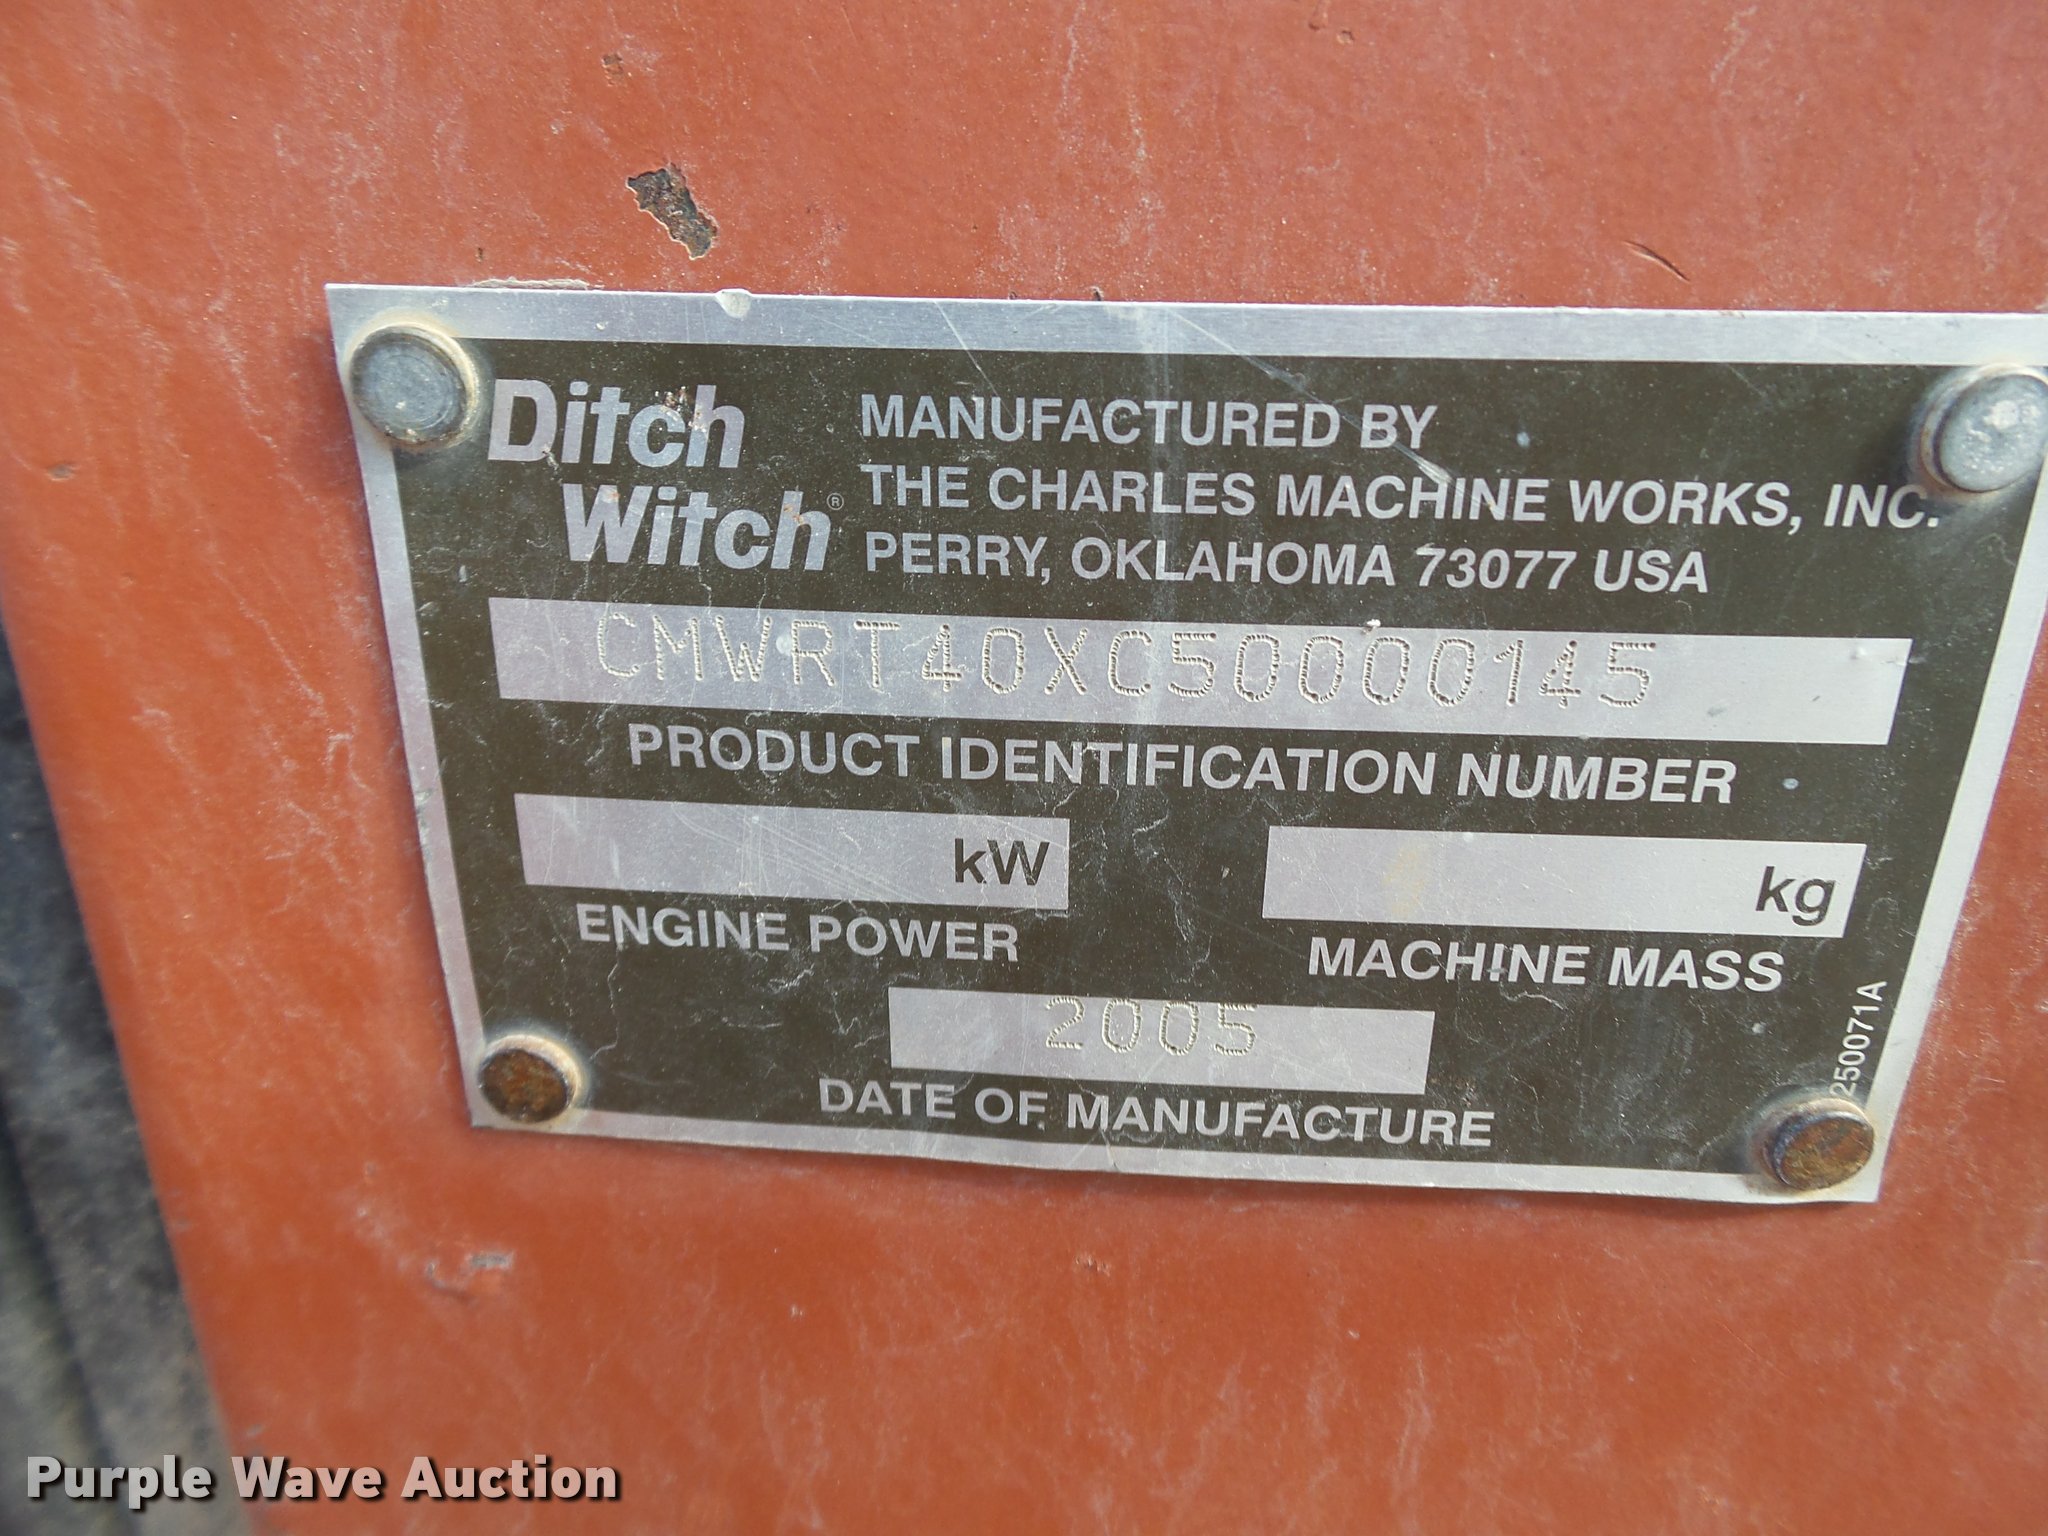 Ditch
Witch®
MANUFACTURED BY
THE CHARLES MACHINE WORKS, INC.
PERRY, OKLAHOMA 73077 USA
CMWRT40XC50000145
PRODUCT IDENTIFICATION NUMBER
kW
ENGINE POWER
kg
MACHINE MASS
2005
DATE OF MANUFACTURE
250071A
Purple Wave Auction